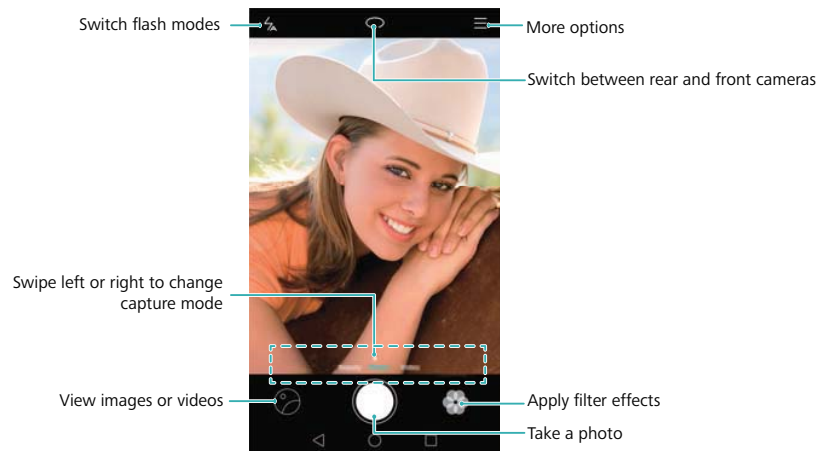 Switch flash modes
More options
Switch between rear and front cameras
Swipe left or right to change
capture mode
View images or videos
Apply filter effects
Take a photo